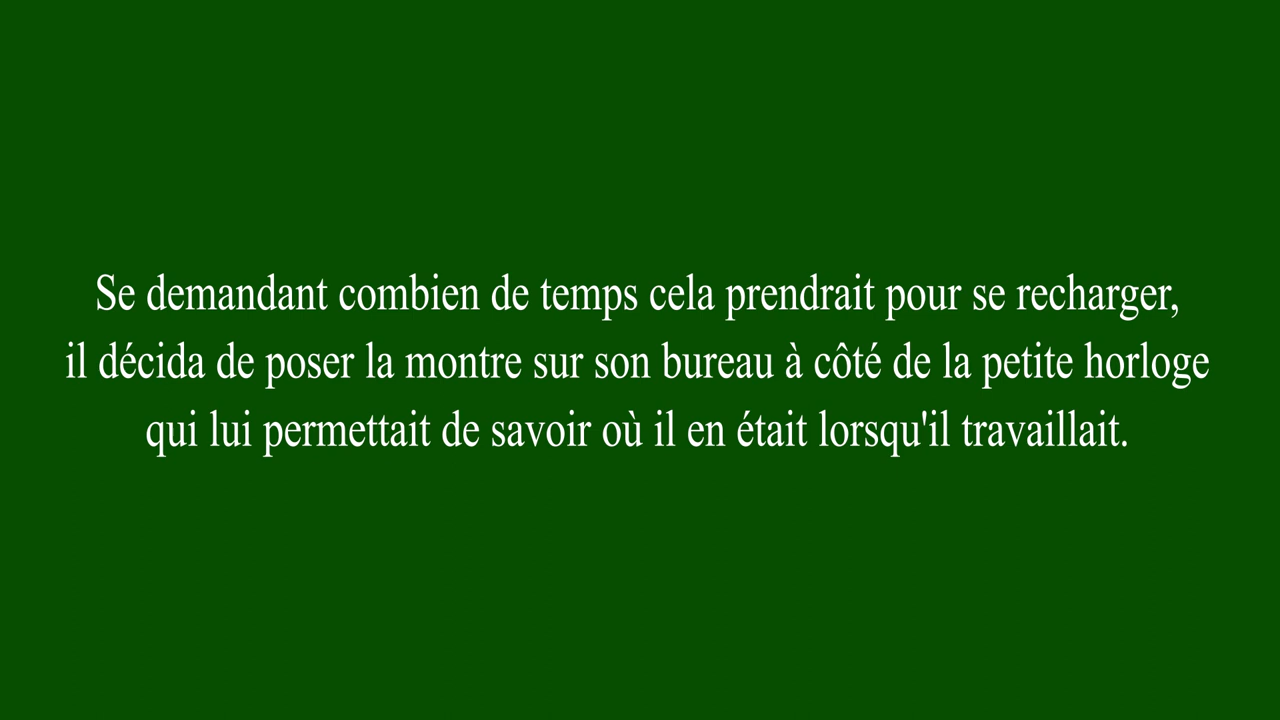 Se demandant combien de temps cela prendrait pour se recharger,
il décida de poser la montre sur son bureau à côté de la petite horloge
qui lui permettait de savoir où il en était lorsqu'il travaillait.